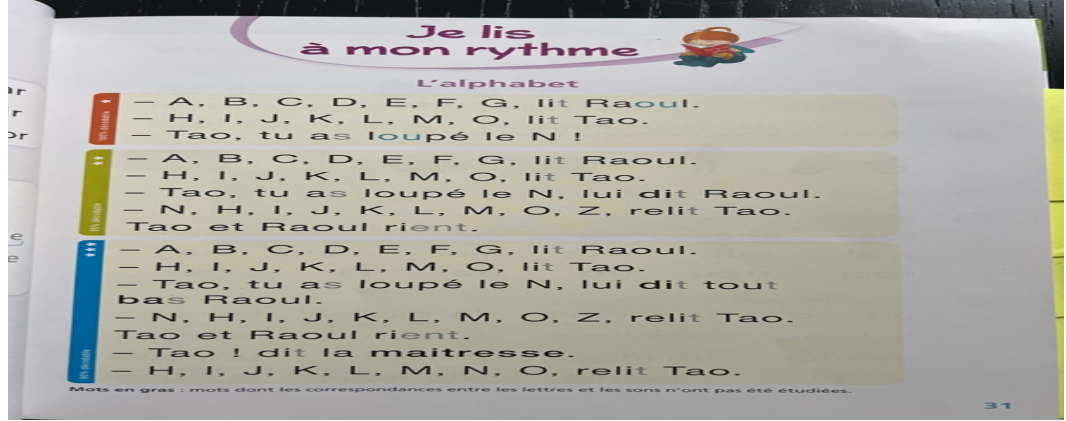 Je lis
à mon rythme
L'alphabet
– A, B, C, D, E, F, G, lit Raoul.
– H, I, J, K, L, M, O, lit Tao.
– Tao, tu as loupé le N !
– A, B, C, D, E, F, G, lit Raoul.
– H, I, J, K, L, M, O, lit Tao.
– Tao, tu as loupé le N, lui dit Raoul.
– N, H, I, J, K, L, M, O, Z, relit Tao.
Tao et Raoul rient.
– A, B, C, D, E, F, G, lit Raoul.
– H, I, J, K, L, M, O, lit Tao.
– Tao, tu as loupé le N, lui dit tout
bas Raoul.
– N, H, I, J, K, L, M, O, Z, relit Tao.
Tao et Raoul rient.
– Tao ! dit la maitresse.
– H, I, J, K, L, M, N, O, relit Tao.
Mots en gras : mots dont les correspondances entre les lettres et les sons n'ont pas été étudiées.
31